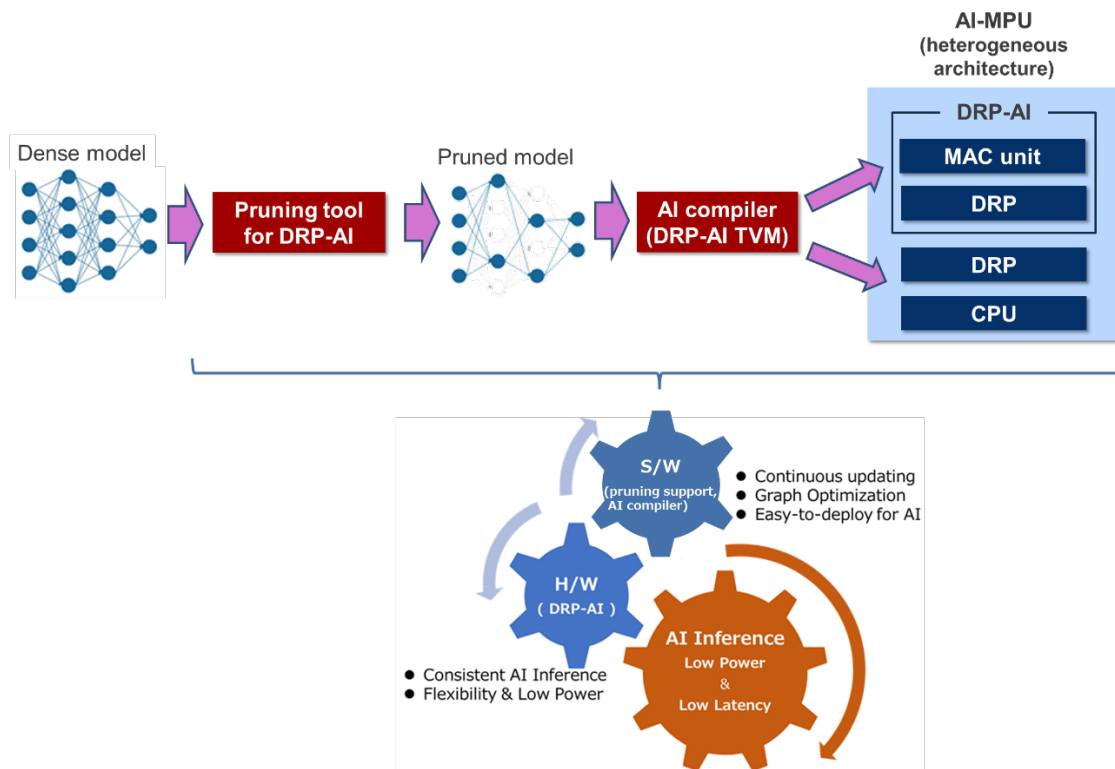 AI-MPU
(heterogeneous
architecture)
DRP-AI
MAC unit
DRP
DRP
CPU
Dense model
Pruning tool
for DRP-AI
Pruned model
AI compiler
(DRP-AI TVM)
S/W
(pruning support,
AI compiler)
● Continuous updating
● Graph Optimization
● Easy-to-deploy for AI
H/W
( DRP-AI )
● Consistent AI Inference
● Flexibility & Low Power
AI Inference
Low Power
&
Low Latency